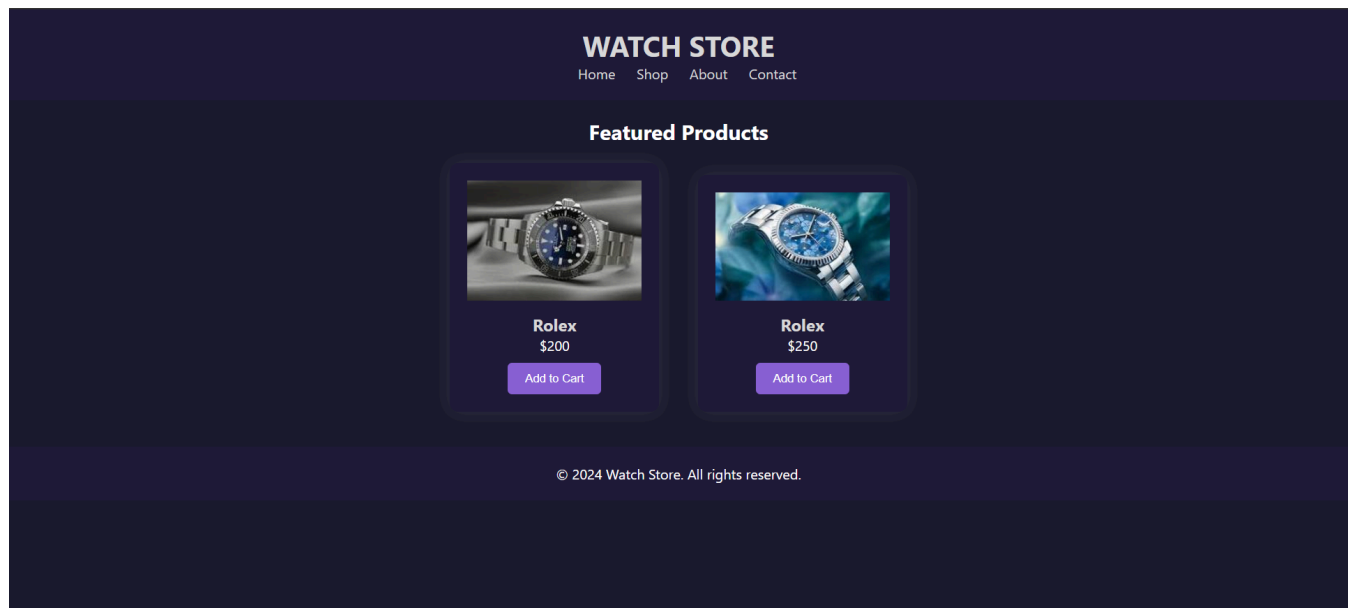 WATCH STORE
Home Shop About Contact
Featured Products
Rolex
$200
Add to Cart
Rolex
$250
Add to Cart
© 2024 Watch Store. All rights reserved.